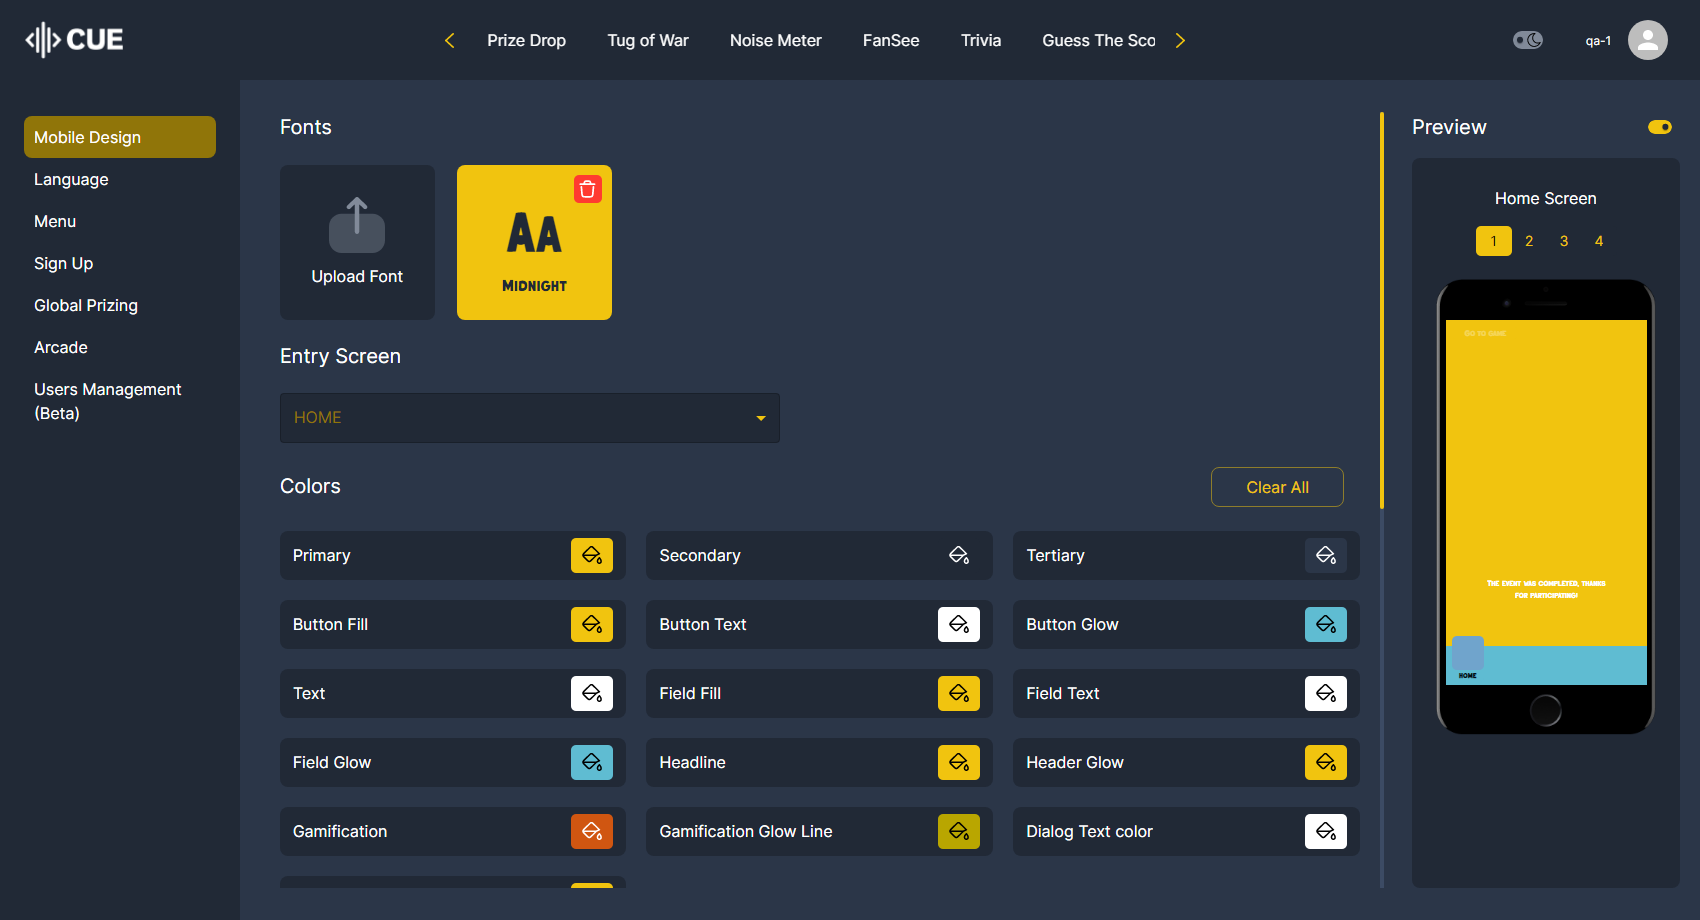 CUE
Prize Drop
Tug of War
Noise Meter
FanSee
Trivia
Guess The Sco
qa-1
Mobile Design
Language
Menu
Sign Up
Global Prizing
Arcade
Users Management
(Beta)
Fonts
Upload Font
AA
MIDNIGHT
Entry Screen
HOME
Colors
Clear All
Primary
Secondary
Tertiary
Button Fill
Button Text
Button Glow
Text
Field Fill
Field Text
Field Glow
Headline
Header Glow
Gamification
Gamification Glow Line
Dialog Text color
Preview
Home Screen
1 2 3 4
GO TO GAME
THE EVENT WAS COMPLETED, THANKS
FOR PARTICIPATING!
HOME